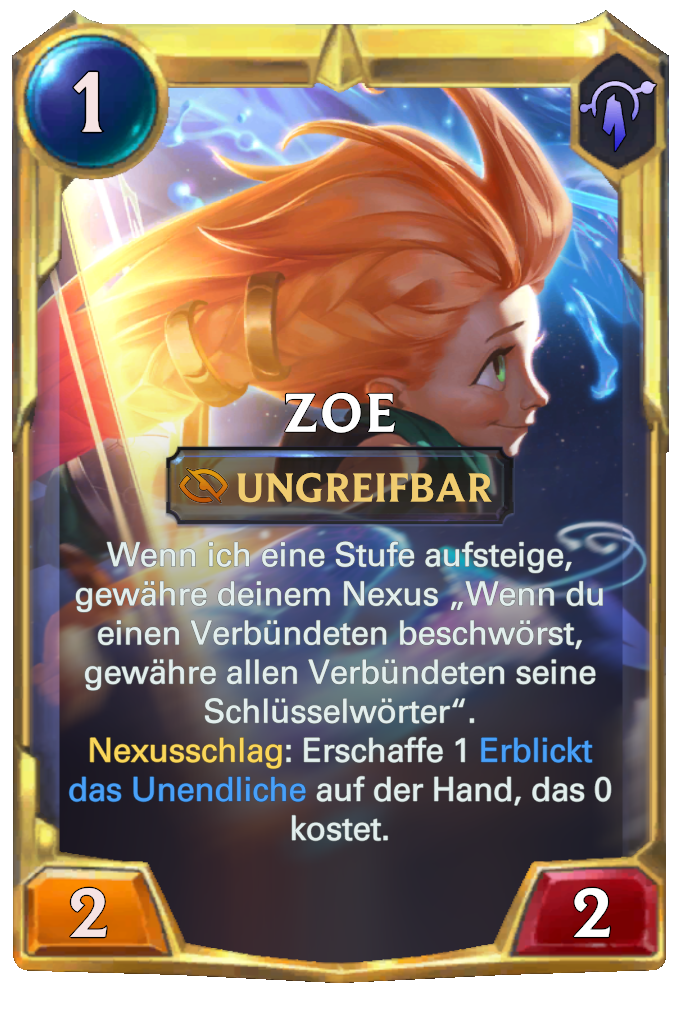 1
ZOE
UNGREIFBAR
Wenn ich eine Stufe aufsteige,
gewähre deinem Nexus „Wenn du
einen Verbündeten beschwörst,
gewähre allen Verbündeten seine
Schlüsselwörter“.
Nexusschlag: Erschaffe 1 Erblickt
das Unendliche auf der Hand, das 0
kostet.
2
2